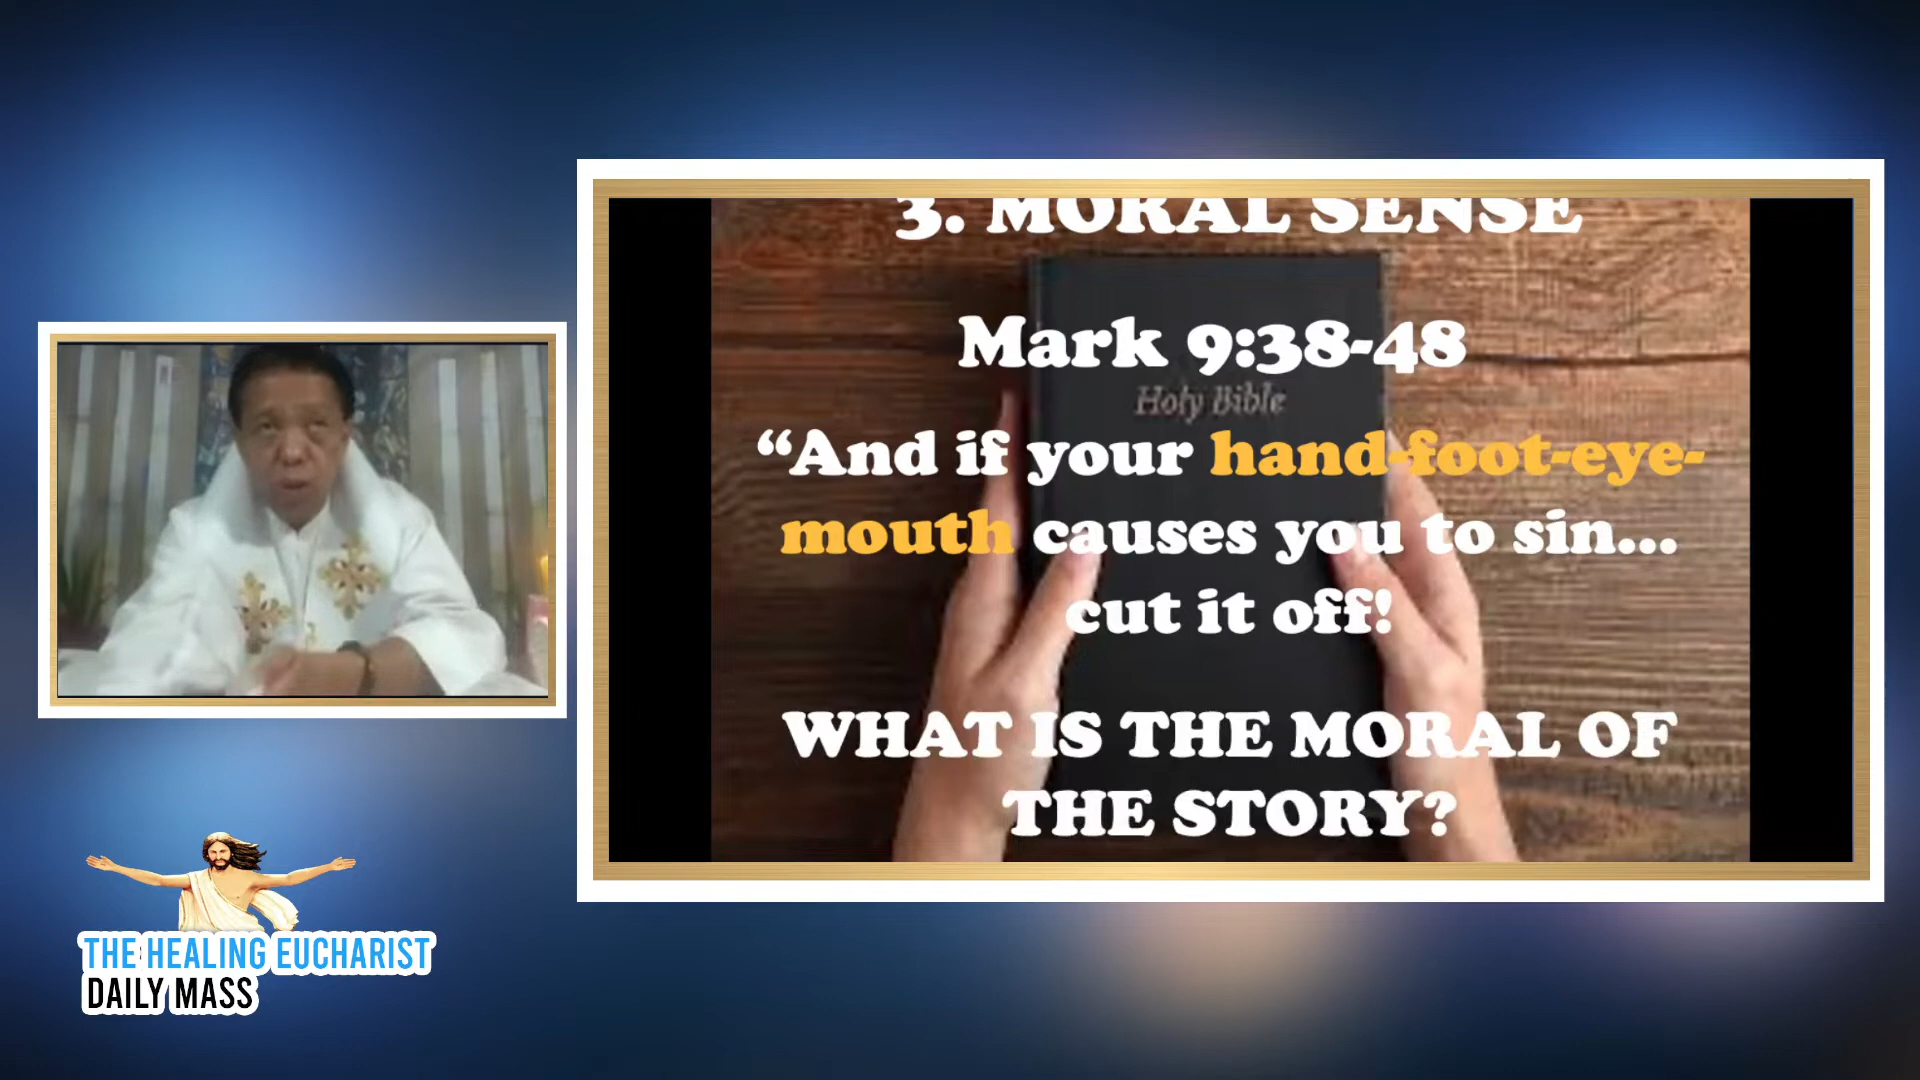 3. MORAL SENSE
Mark 9:38-48
Holy Bible
“And if your hand-foot-eye-
mouth causes you to sin...
cut it off!
WHAT IS THE MORAL OF
THE STORY?
THE HEALING EUCHARIST
DAILY MASS